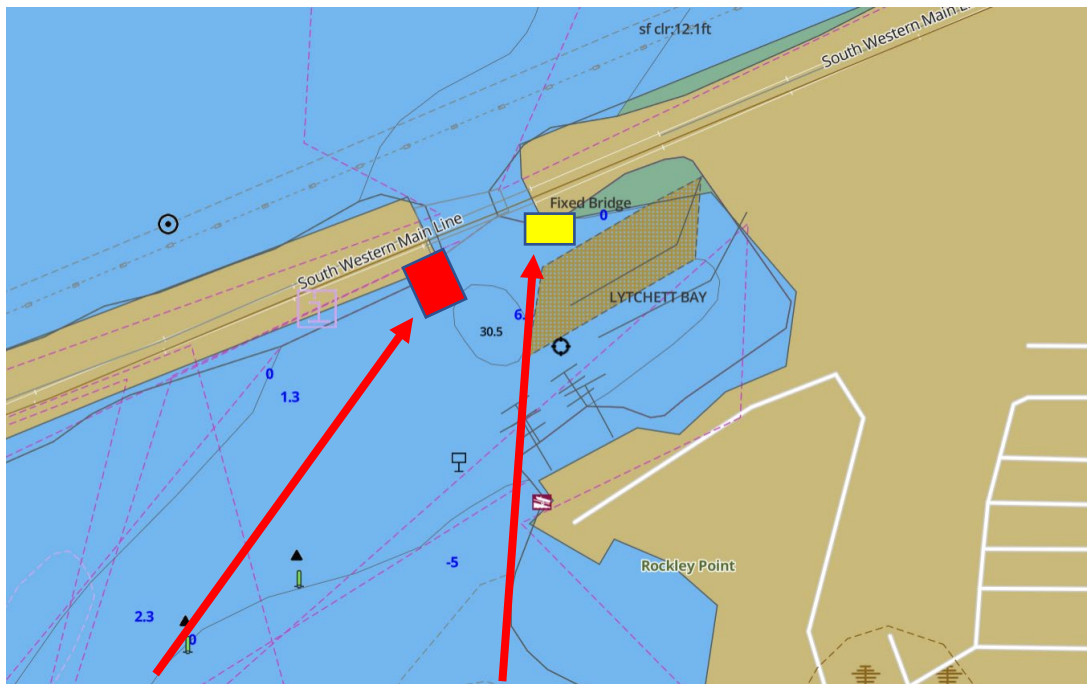 sf clr:12.1ft
South Western Main Line
Fixed Bridge
0
South Western Main Line
LYTCHETT BAY
6.
30.5
0
1.3
-5
Rockley Point
2.3
0